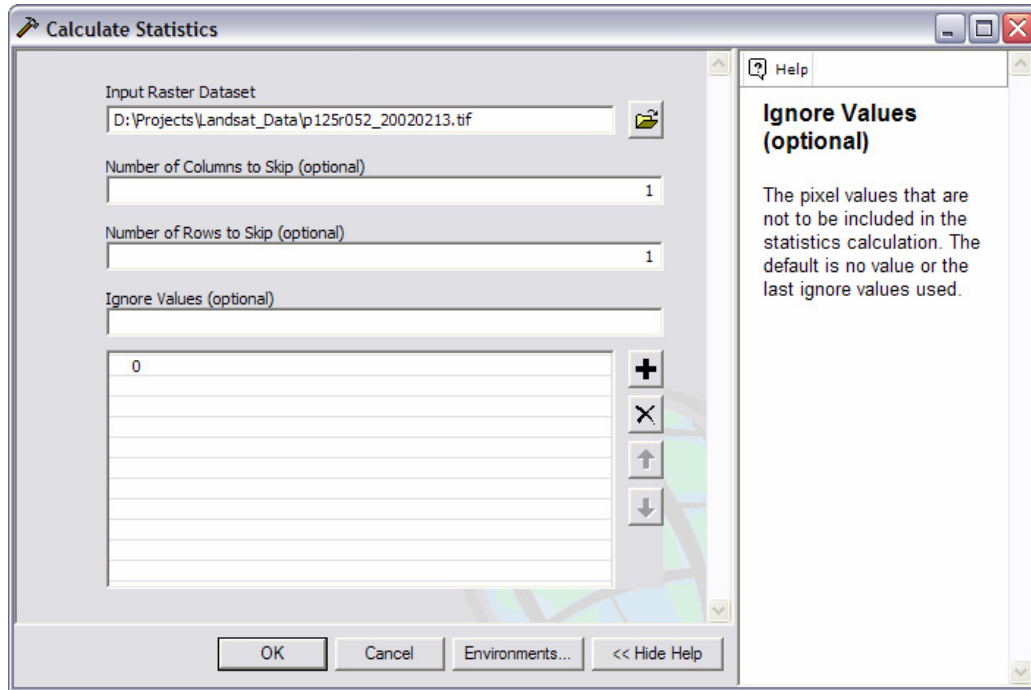 Calculate Statistics
Input Raster Dataset
D:\Projects\Landsat_Data\p125r052_20020213.tif
Number of Columns to Skip (optional)
1
Number of Rows to Skip (optional)
1
Ignore Values (optional)
0
OK
Cancel
Environments...
<< Hide Help
Help
Ignore Values
(optional)
The pixel values that are
not to be included in the
statistics calculation. The
default is no value or the
last ignore values used.